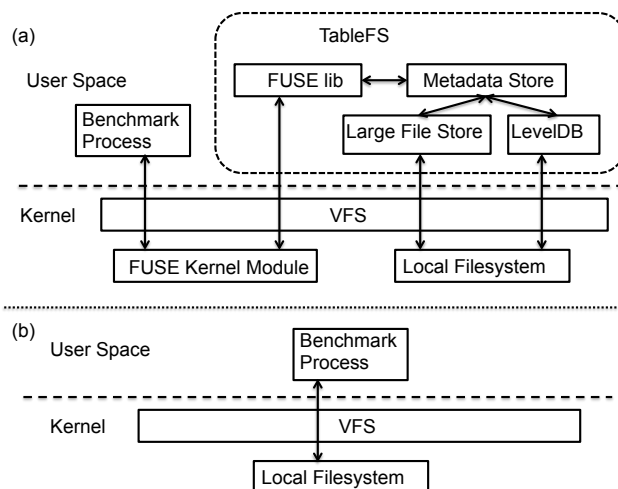 (a)
TableFS
User Space
FUSE lib
Metadata Store
Benchmark
Process
Large File Store
LevelDB
Kernel
VFS
FUSE Kernel Module
Local Filesystem
(b)
User Space
Benchmark
Process
Kernel
VFS
Local Filesystem